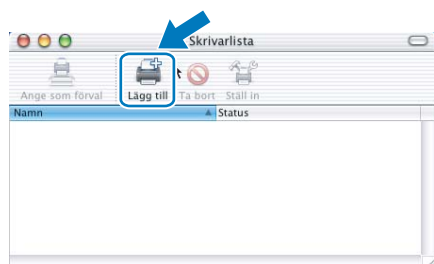 Skrivarlista
Ange som förval Lägg till Ta bort Ställ in
Namn Status